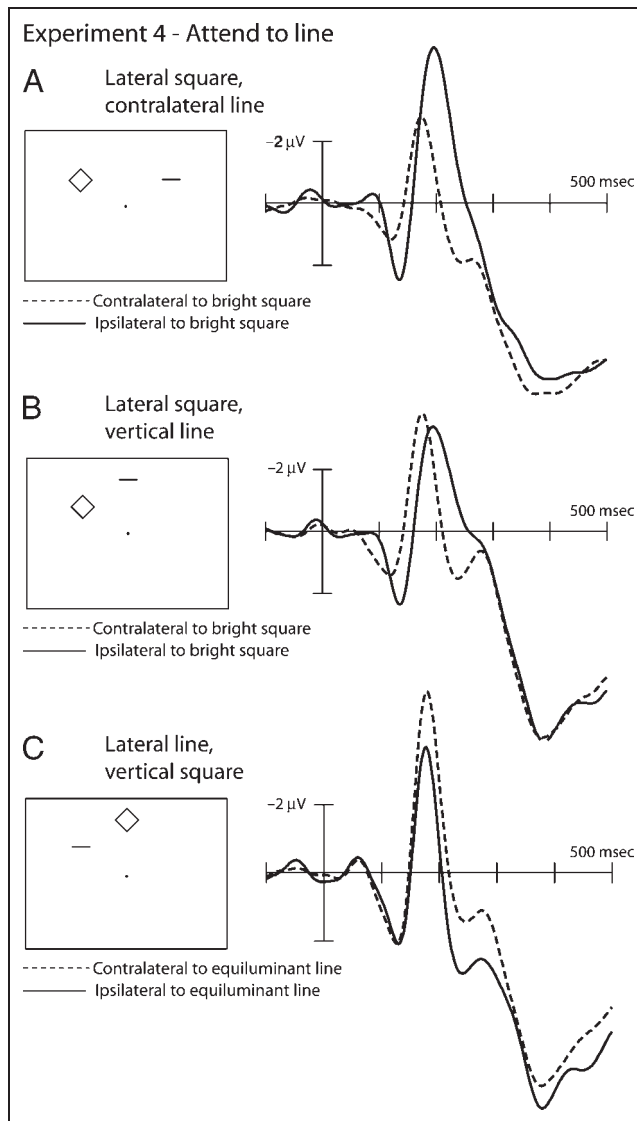 Experiment 4 - Attend to line
A
Lateral square,
contralateral line
-2 μV
500 msec
Contralateral to bright square
Ipsilateral to bright square
B
Lateral square,
vertical line
-2 μV
500 msec
Contralateral to bright square
Ipsilateral to bright square
C
Lateral line,
vertical square
-2 μV
500 msec
Contralateral to equiluminant line
Ipsilateral to equiluminant line